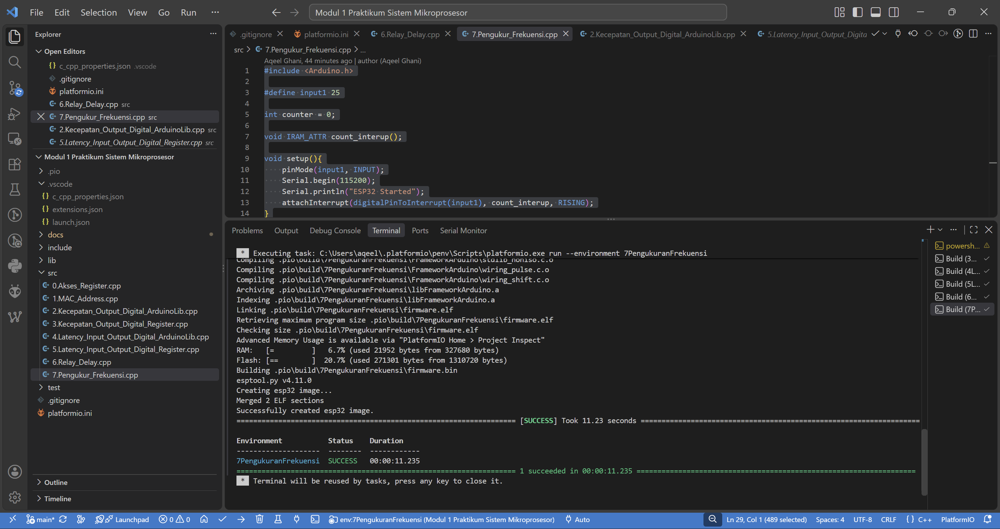 File Edit Selection View Go Run ···
Modul 1 Praktikum Sistem Mikroprosesor
Explorer
Open Editors
c_cpp_properties.json .vscode
.gitignore
platformio.ini
6.Relay_Delay.cpp src
7.Pengukur_Frekuensi.cpp src
2.Kecepatan_Output_Digital_ArduinoLib.cpp src
5.Latency_Input_Output_Digital_Register.cpp src
Modul 1 Praktikum Sistem Mikroprosesor
.pio
.vscode
c_cpp_properties.json
extensions.json
launch.json
docs
include
lib
src
0.Akses_Register.cpp
1.MAC_Address.cpp
2.Kecepatan_Output_Digital_ArduinoLib.cpp
3.Kecepatan_Output_Digital_Register.cpp
4.Latency_Input_Output_Digital_ArduinoLib.cpp
5.Latency_Input_Output_Digital_Register.cpp
6.Relay_Delay.cpp
7.Pengukur_Frekuensi.cpp
test
.gitignore
platformio.ini
Outline
Timeline
.gitignore platformio.ini 6.Relay_Delay.cpp 7.Pengukur_Frekuensi.cpp 2.Kecepatan_Output_Digital_ArduinoLib.cpp 5.Latency_Input_Output_Digita
src > 7.Pengukur_Frekuensi.cpp > ...
Aqeel Ghani, 44 minutes ago | author (Aqeel Ghani)
1 #include <Arduino.h>
2
3 #define input1 25
4
5 int counter = 0;
6
7 void IRAM_ATTR count_interup();
8
9 void setup(){
10 pinMode(input1, INPUT);
11 Serial.begin(115200);
12 Serial.println("ESP32 Started");
13 attachInterrupt(digitalPinToInterrupt(input1), count_interup, RISING);
14 }
Problems Output Debug Console Terminal Ports Serial Monitor
* Executing task: C:\Users\aqeel\.platformio\penv\Scripts\platformio.exe run --environment 7PengukuranFrekuensi
Compiling .pio\build\7PengukuranFrekuensi\FrameworkArduino\stdlib_noniso.c.o
Compiling .pio\build\7PengukuranFrekuensi\FrameworkArduino\wiring_pulse.c.o
Compiling .pio\build\7PengukuranFrekuensi\FrameworkArduino\wiring_shift.c.o
Archiving .pio\build\7PengukuranFrekuensi\libFrameworkArduino.a
Indexing .pio\build\7PengukuranFrekuensi\libFrameworkArduino.a
Linking .pio\build\7PengukuranFrekuensi\firmware.elf
Retrieving maximum program size .pio\build\7PengukuranFrekuensi\firmware.elf
Checking size .pio\build\7PengukuranFrekuensi\firmware.elf
Advanced Memory Usage is available via "PlatformIO Home > Project Inspect"
RAM: [= ] 6.7% (used 21952 bytes from 327680 bytes)
Flash: [== ] 20.7% (used 271301 bytes from 1310720 bytes)
Building .pio\build\7PengukuranFrekuensi\firmware.bin
esptool.py v4.11.0
Creating esp32 image...
Merged 2 ELF sections
Successfully created esp32 image.
=================================================================== [SUCCESS] Took 11.23 seconds ===================================================================
Environment Status Duration
-------------------- -------- ------------
7PengukuranFrekuensi SUCCESS 00:00:11.235
=================================================================== 1 succeeded in 00:00:11.235 ===================================================================
* Terminal will be reused by tasks, press any key to close it.
powersh...
Build (3...
Build (4L...
Build (5L...
Build (6...
Build (7P...
main* Launchpad 0 0 env:7PengukuranFrekuensi (Modul 1 Praktikum Sistem Mikroprosesor) Auto Ln 29, Col 1 (489 selected) Spaces: 4 UTF-8 CRLF {} C++ PlatformIO